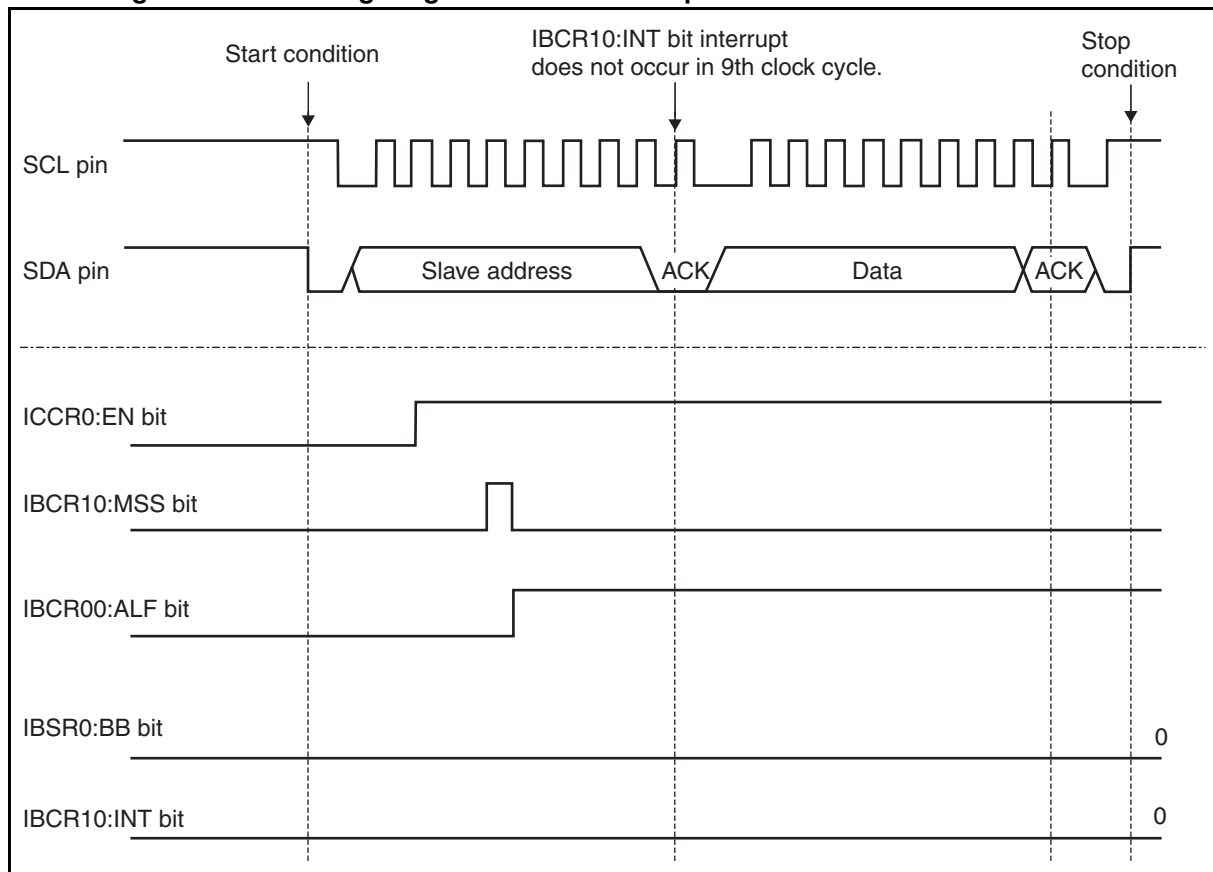 Start condition
IBCR10:INT bit interrupt
does not occur in 9th clock cycle.
Stop
condition
SCL pin
SDA pin
Slave address
ACK
Data
ACK
ICCR0:EN bit
IBCR10:MSS bit
IBCR00:ALF bit
IBSR0:BB bit
0
IBCR10:INT bit
0